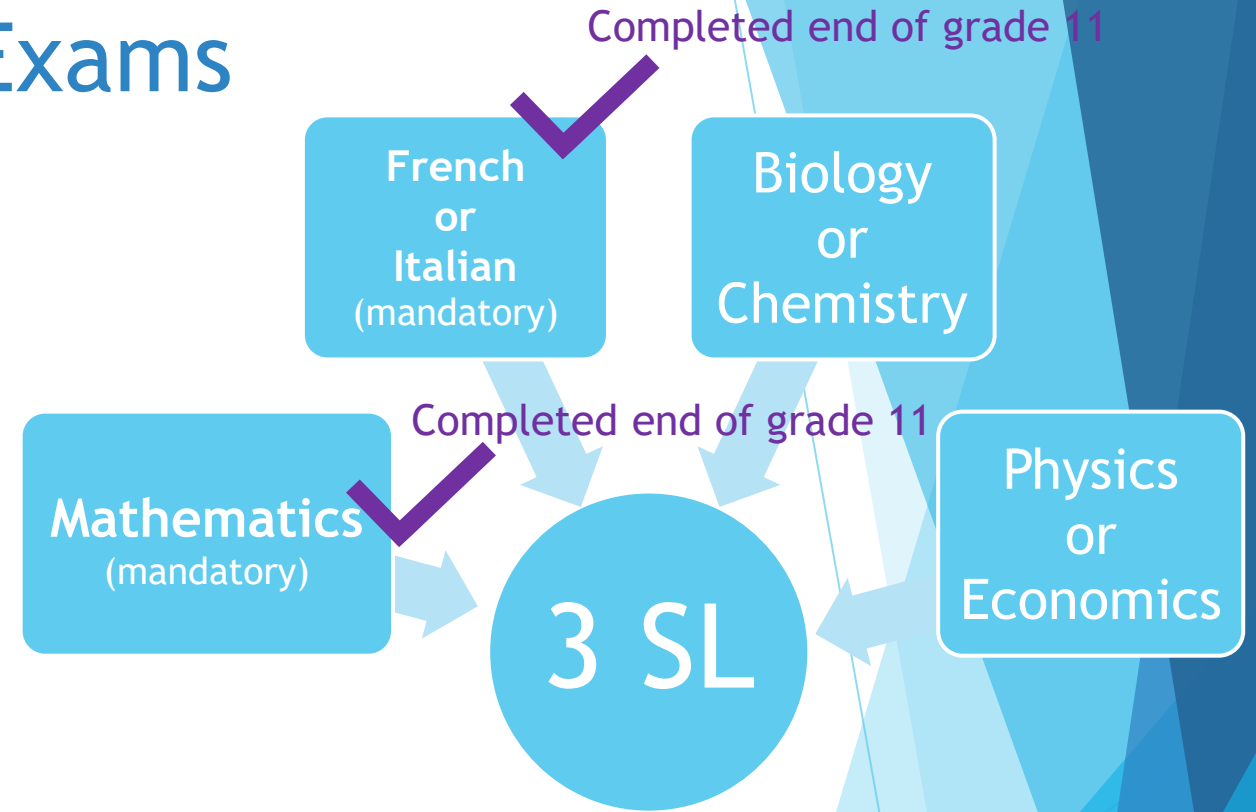 Completed end of grade 11
Exams
French
or
Italian
(mandatory)
Biology
or
Chemistry
Completed end of grade 11
Mathematics
(mandatory)
Physics
or
Economics
3 SL